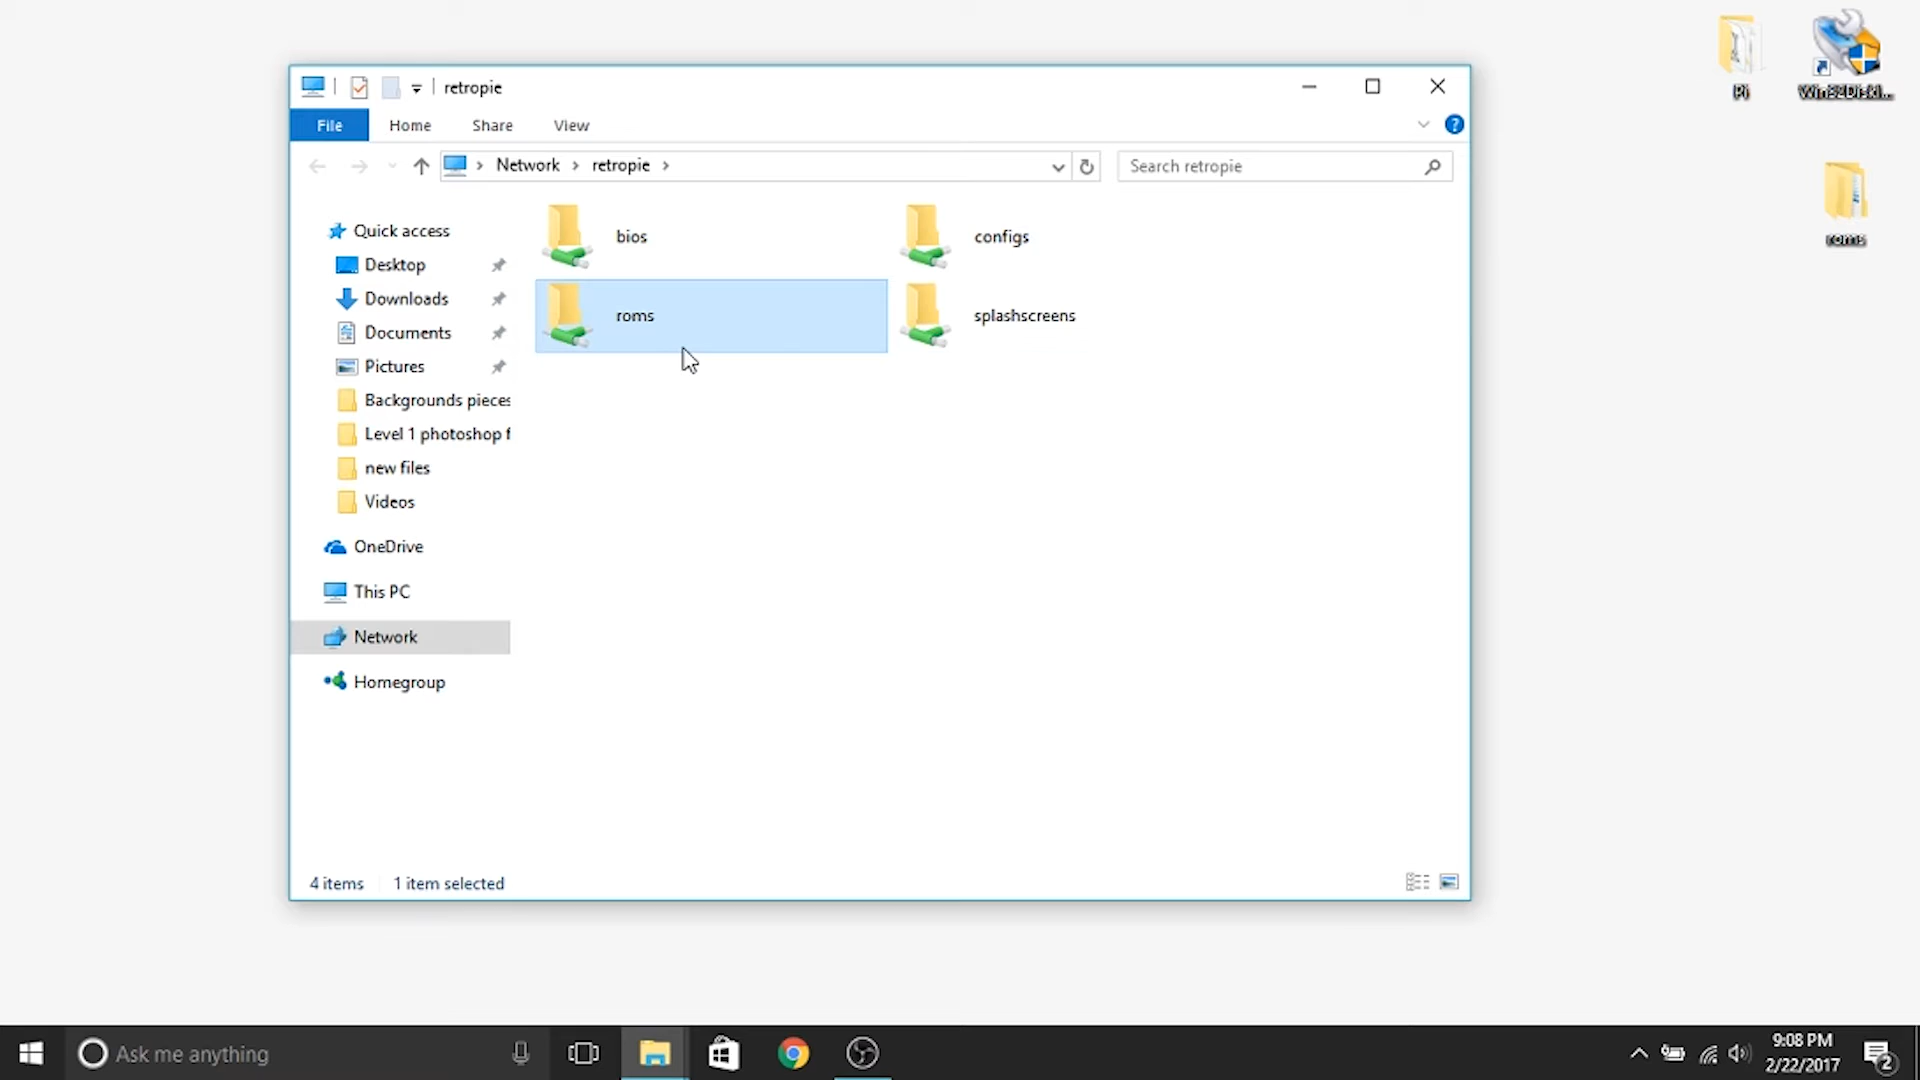 retropie
File Home Share View
Network retropie
Search retropie
Quick access
Desktop
Downloads
Documents
Pictures
Backgrounds pieces
Level 1 photoshop f
new files
Videos
OneDrive
This PC
Network
Homegroup
bios
configs
roms
splashscreens
4 items 1 item selected
Pi
Win32DiskI...
roms
Ask me anything
9:08 PM
2/22/2017
2